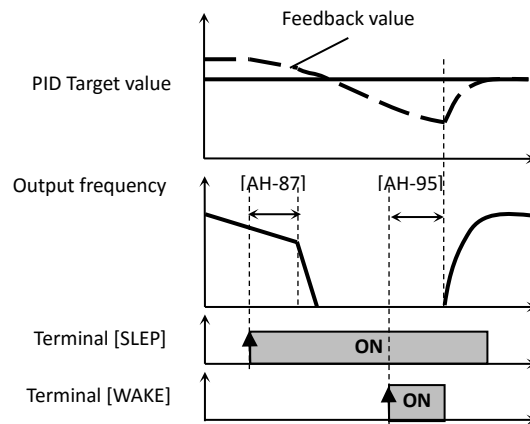 Feedback value
PID Target value
Output frequency
[AH-87]
[AH-95]
Terminal [SLEP]
ON
Terminal [WAKE]
ON